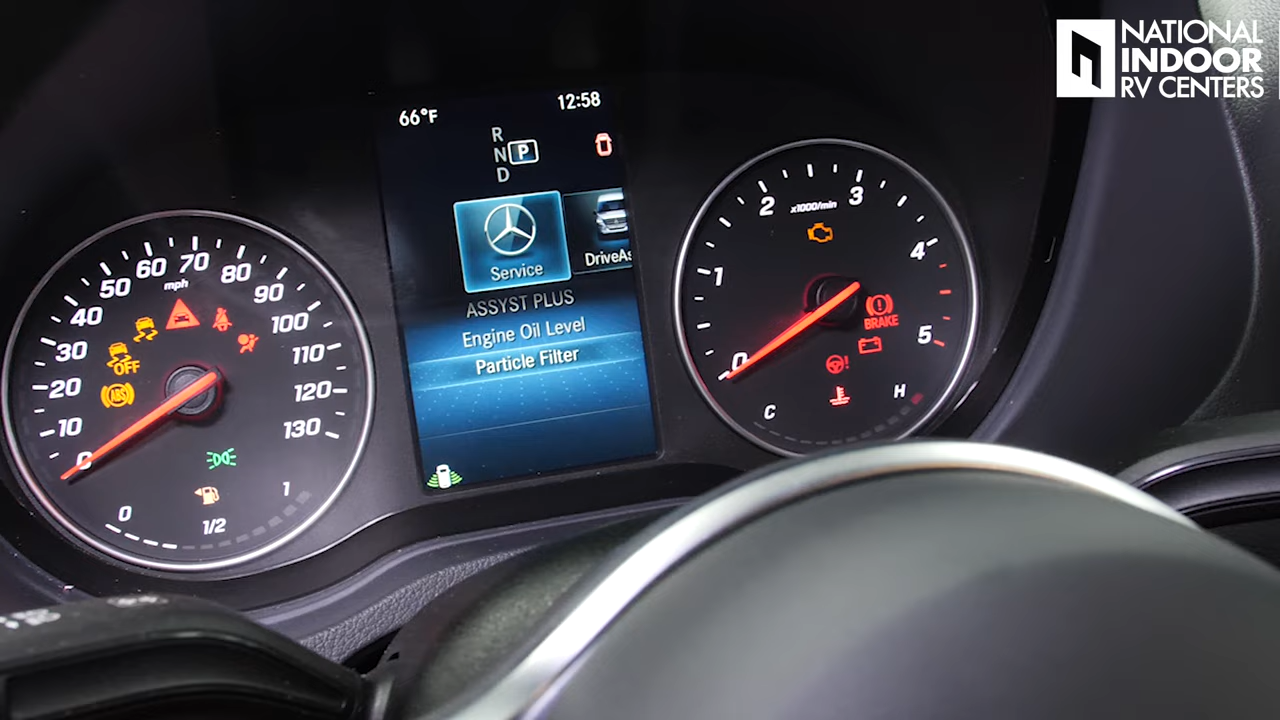 NATIONAL
INDOOR
RV CENTERS
66°F
12:58
R
N
P
D
Service
DriveAs
ASSYST PLUS
Engine Oil Level
Particle Filter
0
10
20
30
40
50
60
70
80
90
100
110
120
130
mph
OFF
ABS
0
1/2
1
0
1
2
3
4
5
x1000/min
BRAKE
C
H